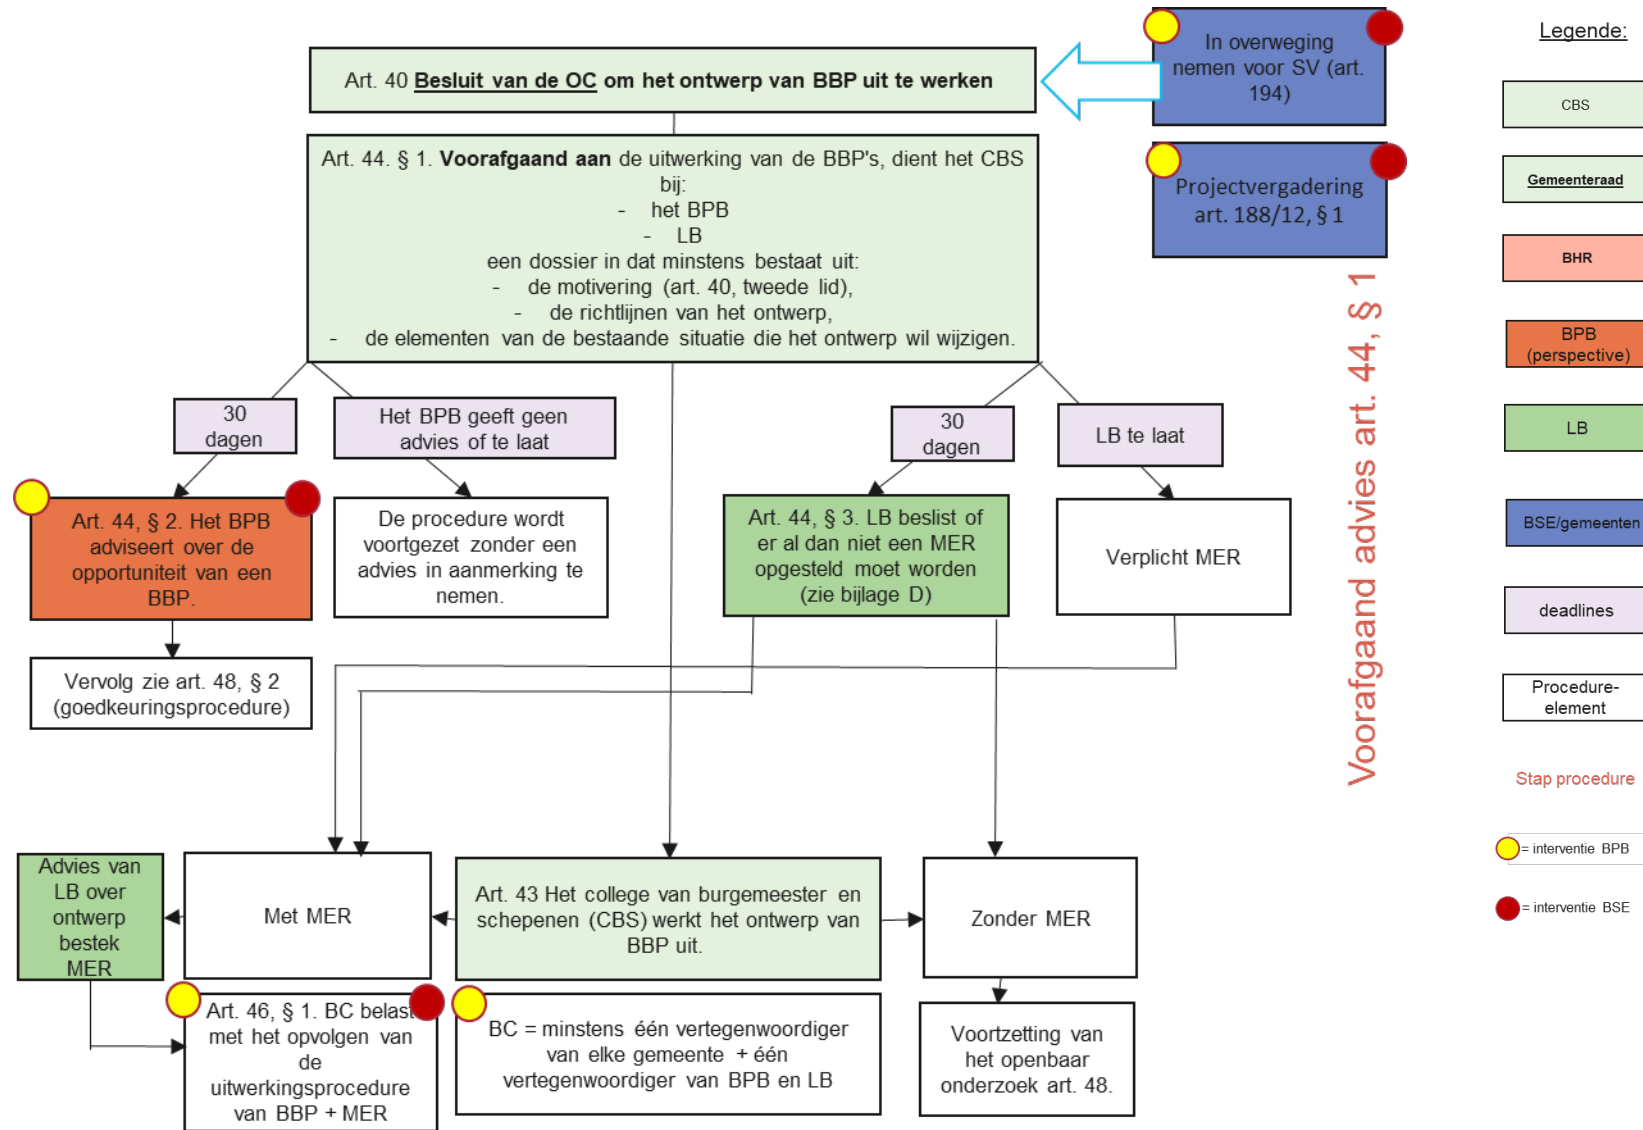 In overweging
nemen voor SV (art.
194)
Legende:
Art. 40 Besluit van de OC om het ontwerp van BBP uit te werken
CBS
Art. 44. § 1. Voorafgaand aan de uitwerking van de BBP's, dient het CBS
bij:
- het BPB
- LB
een dossier in dat minstens bestaat uit:
- de motivering (art. 40, tweede lid),
- de richtlijnen van het ontwerp,
- de elementen van de bestaande situatie die het ontwerp wil wijzigen.
Projectvergadering
art. 188/12, § 1
Gemeenteraad
BHR
Voorafgaand advies art. 44, § 1
BPB
(perspective)
30
dagen
Het BPB geeft geen
advies of te laat
30
dagen
LB te laat
LB
Art. 44, § 2. Het BPB
adviseert over de
opportuniteit van een
BBP.
De procedure wordt
voortgezet zonder een
advies in aanmerking te
nemen.
Art. 44, § 3. LB beslist of
er al dan niet een MER
opgesteld moet worden
(zie bijlage D)
Verplicht MER
BSE/gemeenten
deadlines
Vervolg zie art. 48, § 2
(goedkeuringsprocedure)
Procedure-
element
Stap procedure
Advies van
LB over
ontwerp
bestek
MER
Met MER
Art. 43 Het college van burgemeester en
schepenen (CBS) werkt het ontwerp van
BBP uit.
Zonder MER
= interventie BPB
= interventie BSE
Art. 46, § 1. BC belast
met het opvolgen van
de
uitwerkingsprocedure
van BBP + MER
BC = minstens één vertegenwoordiger
van elke gemeente + één
vertegenwoordiger van BPB en LB
Voortzetting van
het openbaar
onderzoek art. 48.